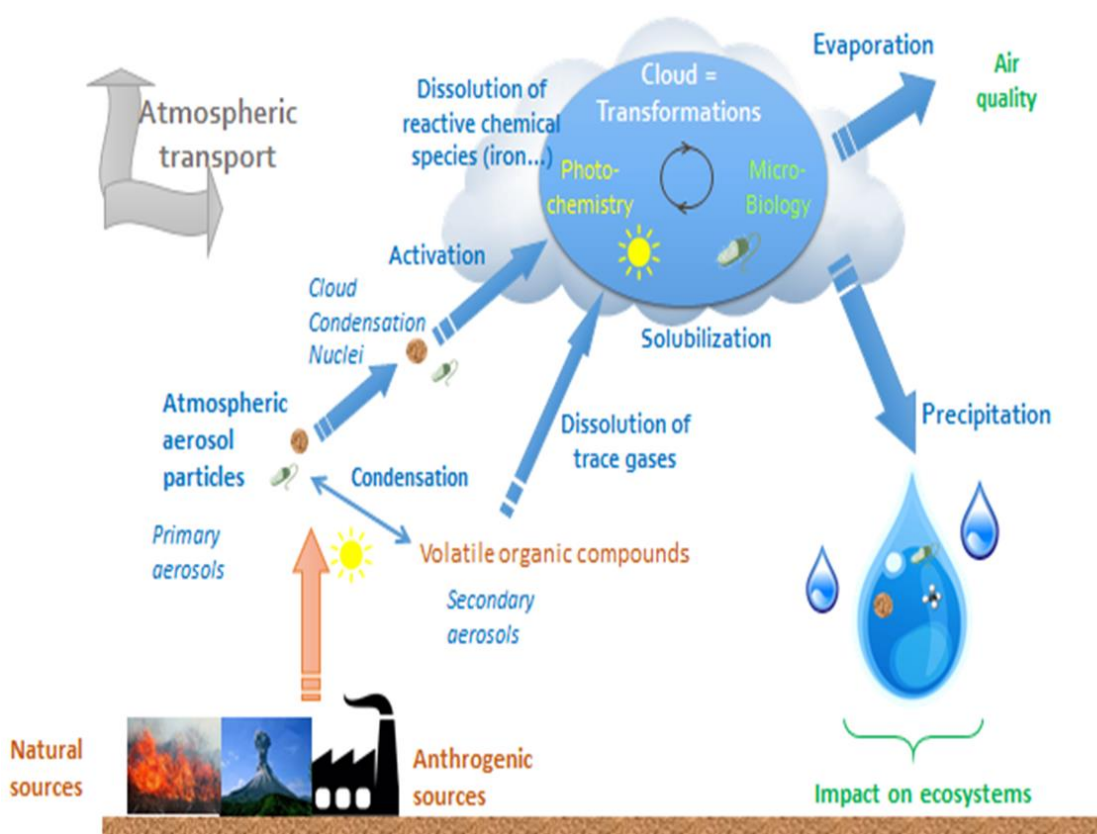 Evaporation
Air
quality
Cloud =
Transformations
Dissolution of
reactive chemical
species (iron...)
Photo-
chemistry
Micro-
Biology
Atmospheric
transport
Activation
Cloud
Condensation
Nuclei
Solubilization
Atmospheric
aerosol
particles
Condensation
Dissolution of
trace gases
Precipitation
Primary
aerosols
Volatile organic compounds
Secondary
aerosols
Natural
sources
Anthrogenic
sources
Impact on ecosystems